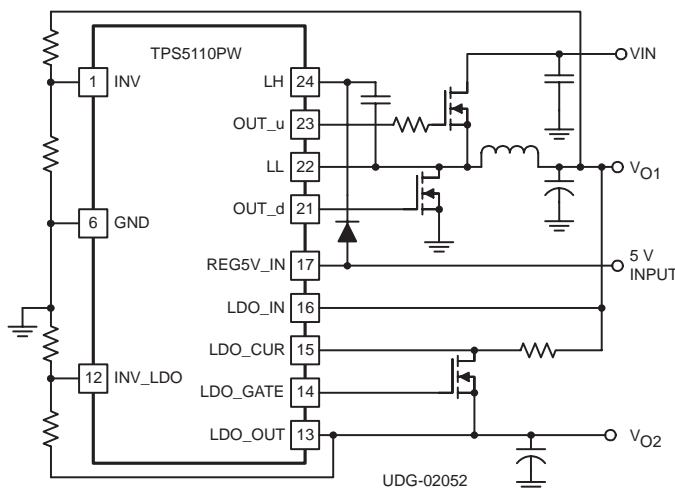 TPS5110PW
1 INV
6 GND
12 INV_LDO
LH 24
OUT_u 23
LL 22
OUT_d 21
REG5V_IN 17
LDO_IN 16
LDO_CUR 15
LDO_GATE 14
LDO_OUT 13
VIN
VO1
5 V
INPUT
VO2
UDG-02052